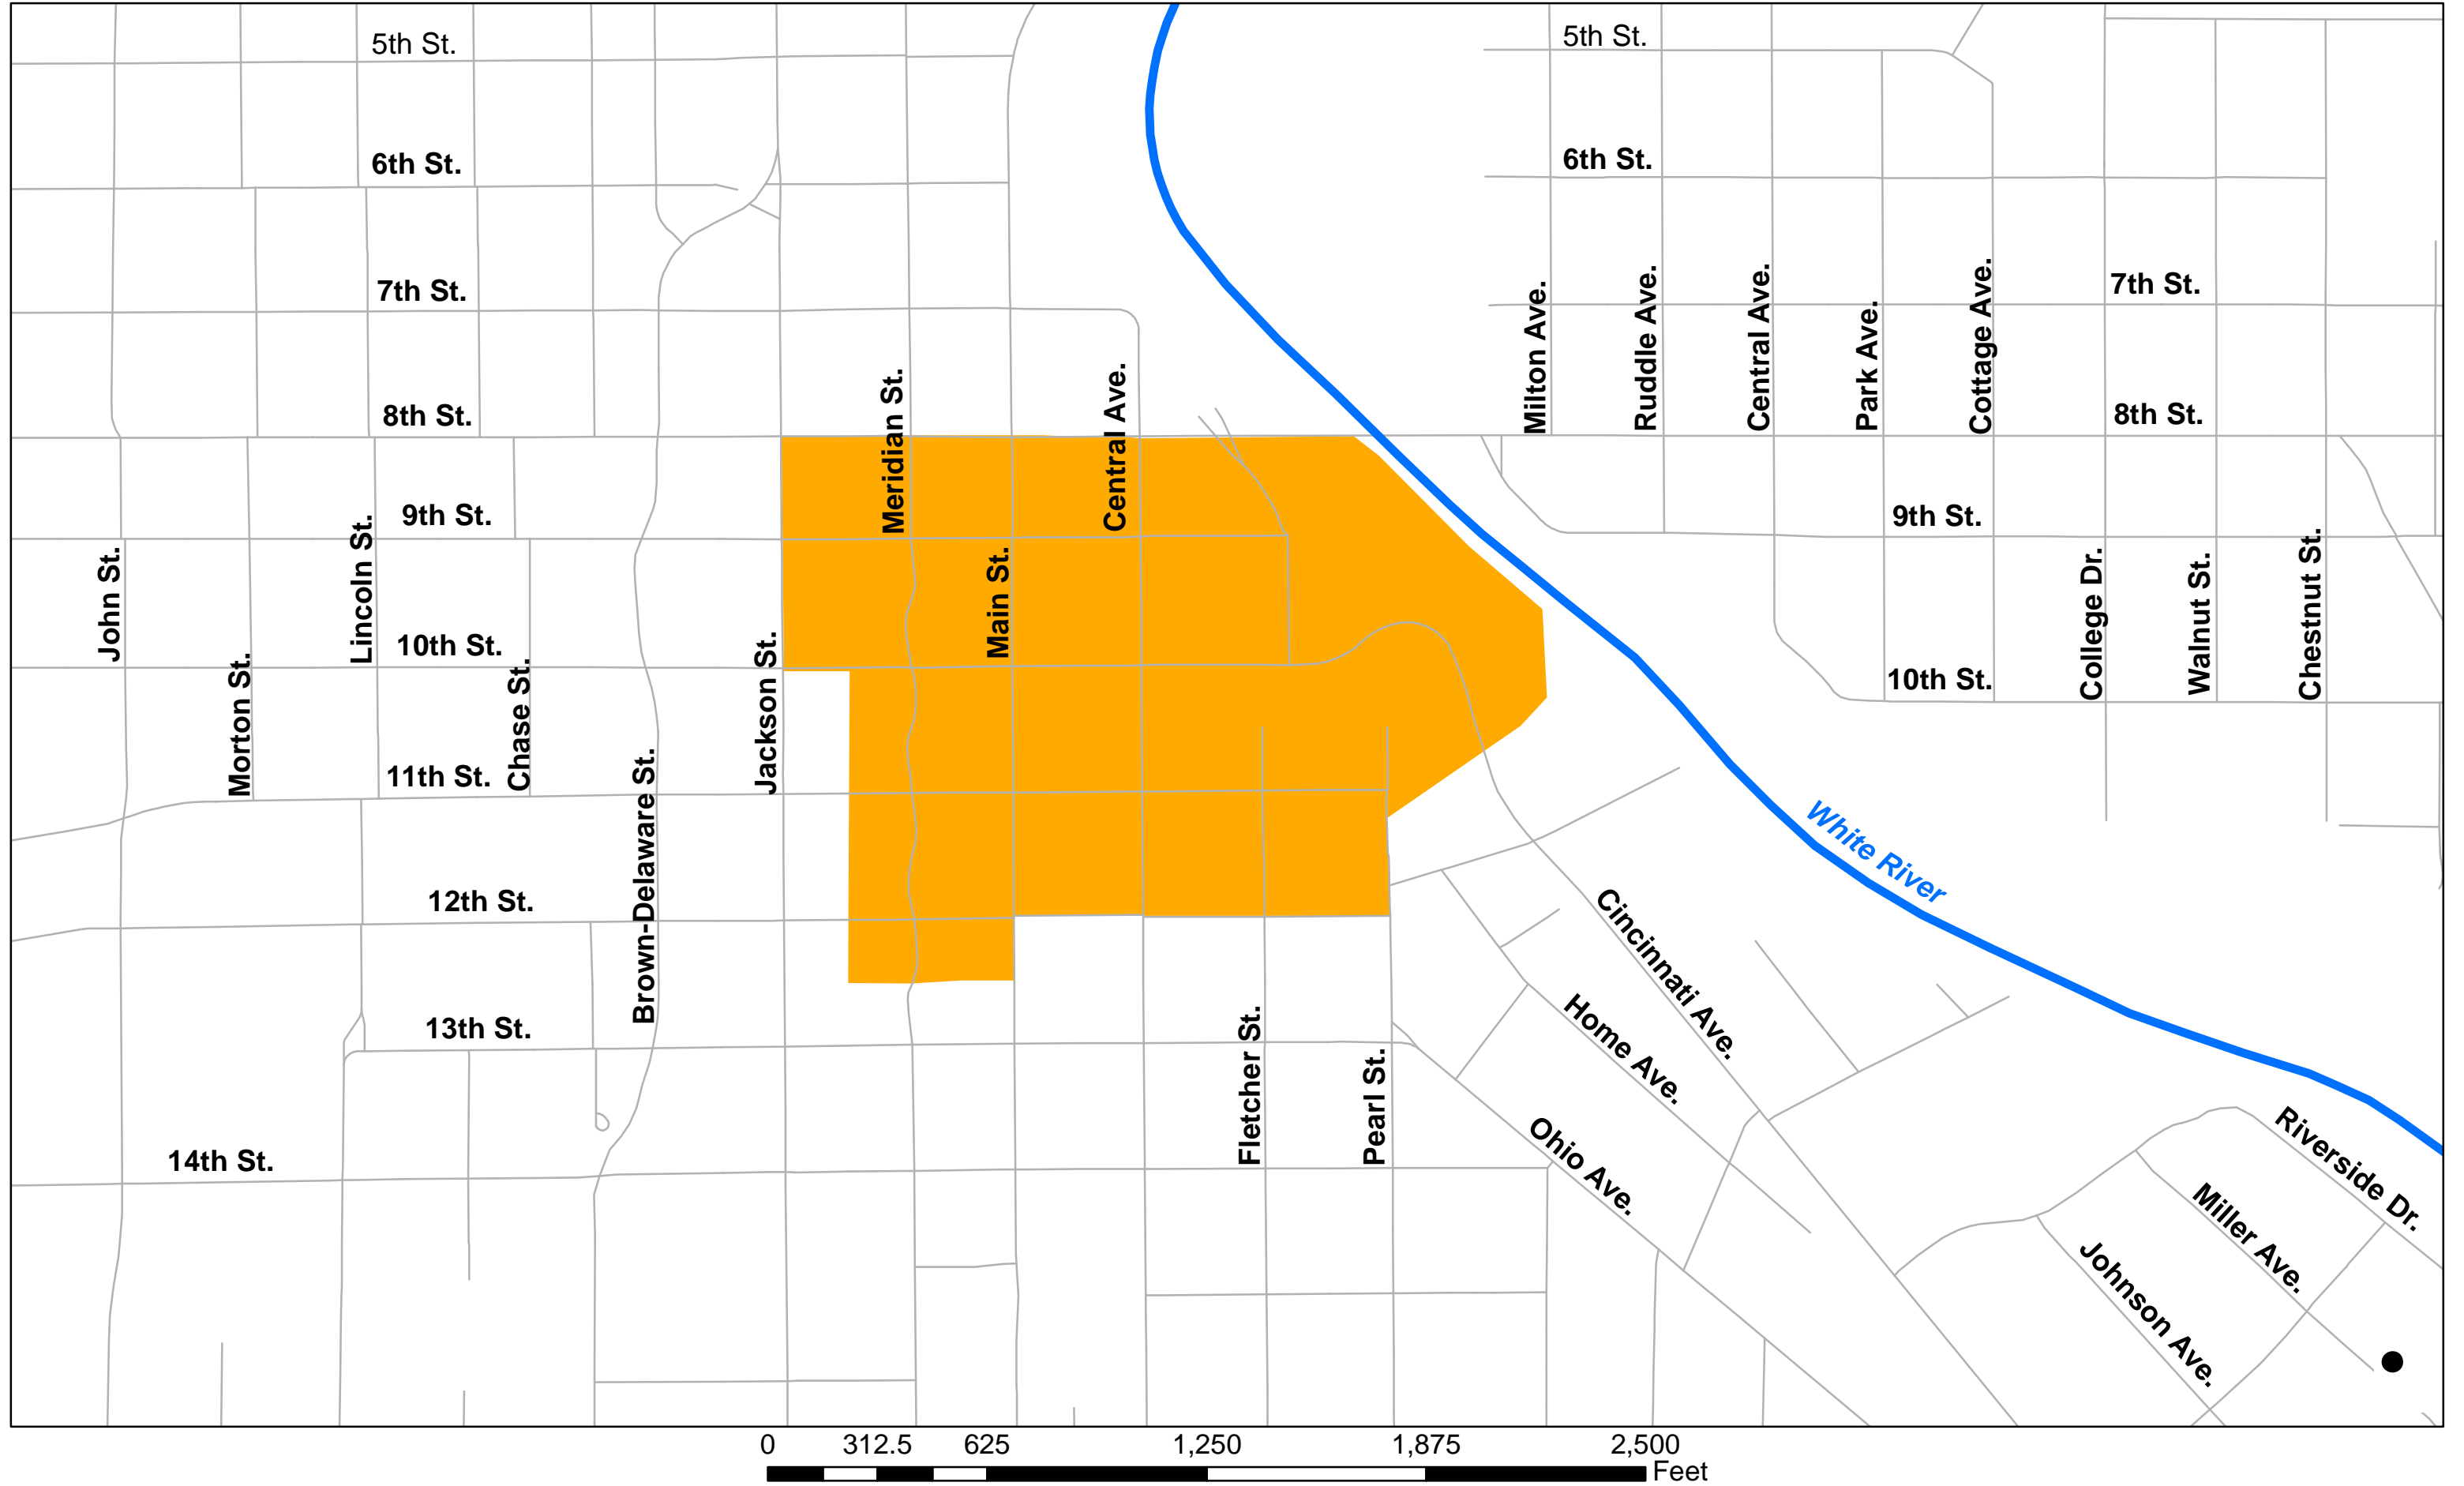 5th St.
5th St.
6th St.
6th St.
7th St.
7th St.
8th St.
8th St.
Milton Ave.
Ruddle Ave.
Central Ave.
Park Ave.
Cottage Ave.
Meridian St.
Central Ave.
9th St.
9th St.
John St.
Lincoln St.
Main St.
College Dr.
Walnut St.
Chestnut St.
10th St.
10th St.
Morton St.
Chase St.
Jackson St.
11th St.
Brown-Delaware St.
White River
12th St.
Cincinnati Ave.
13th St.
Home Ave.
Fletcher St.
Pearl St.
14th St.
Ohio Ave.
Riverside Dr.
Miller Ave.
Johnson Ave.
0 312.5 625 1,250 1,875 2,500
Feet